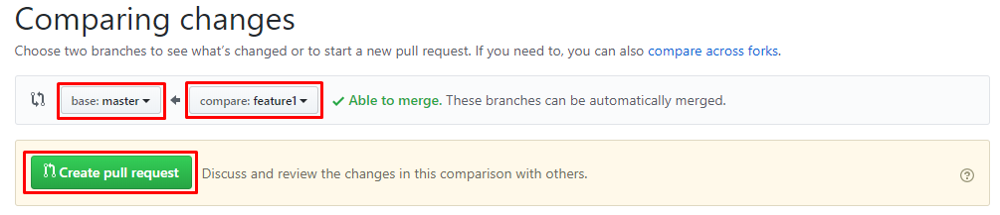 Comparing changes
Choose two branches to see what’s changed or to start a new pull request. If you need to, you can also compare across forks.
base: master compare: feature1 Able to merge. These branches can be automatically merged.
Create pull request Discuss and review the changes in this comparison with others. ?